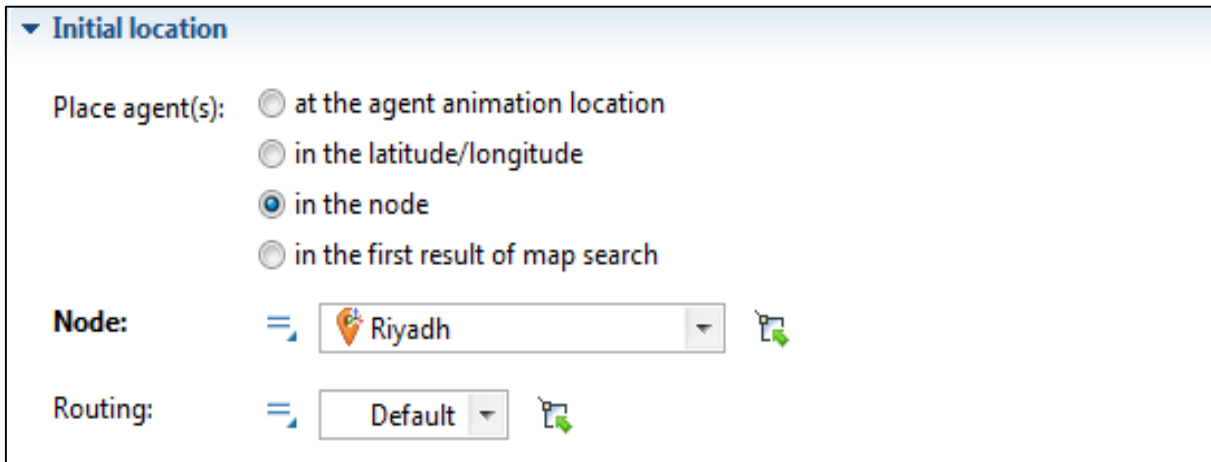 Initial location
Place agent(s): at the agent animation location
in the latitude/longitude
in the node
in the first result of map search
Node: Riyadh
Routing: Default